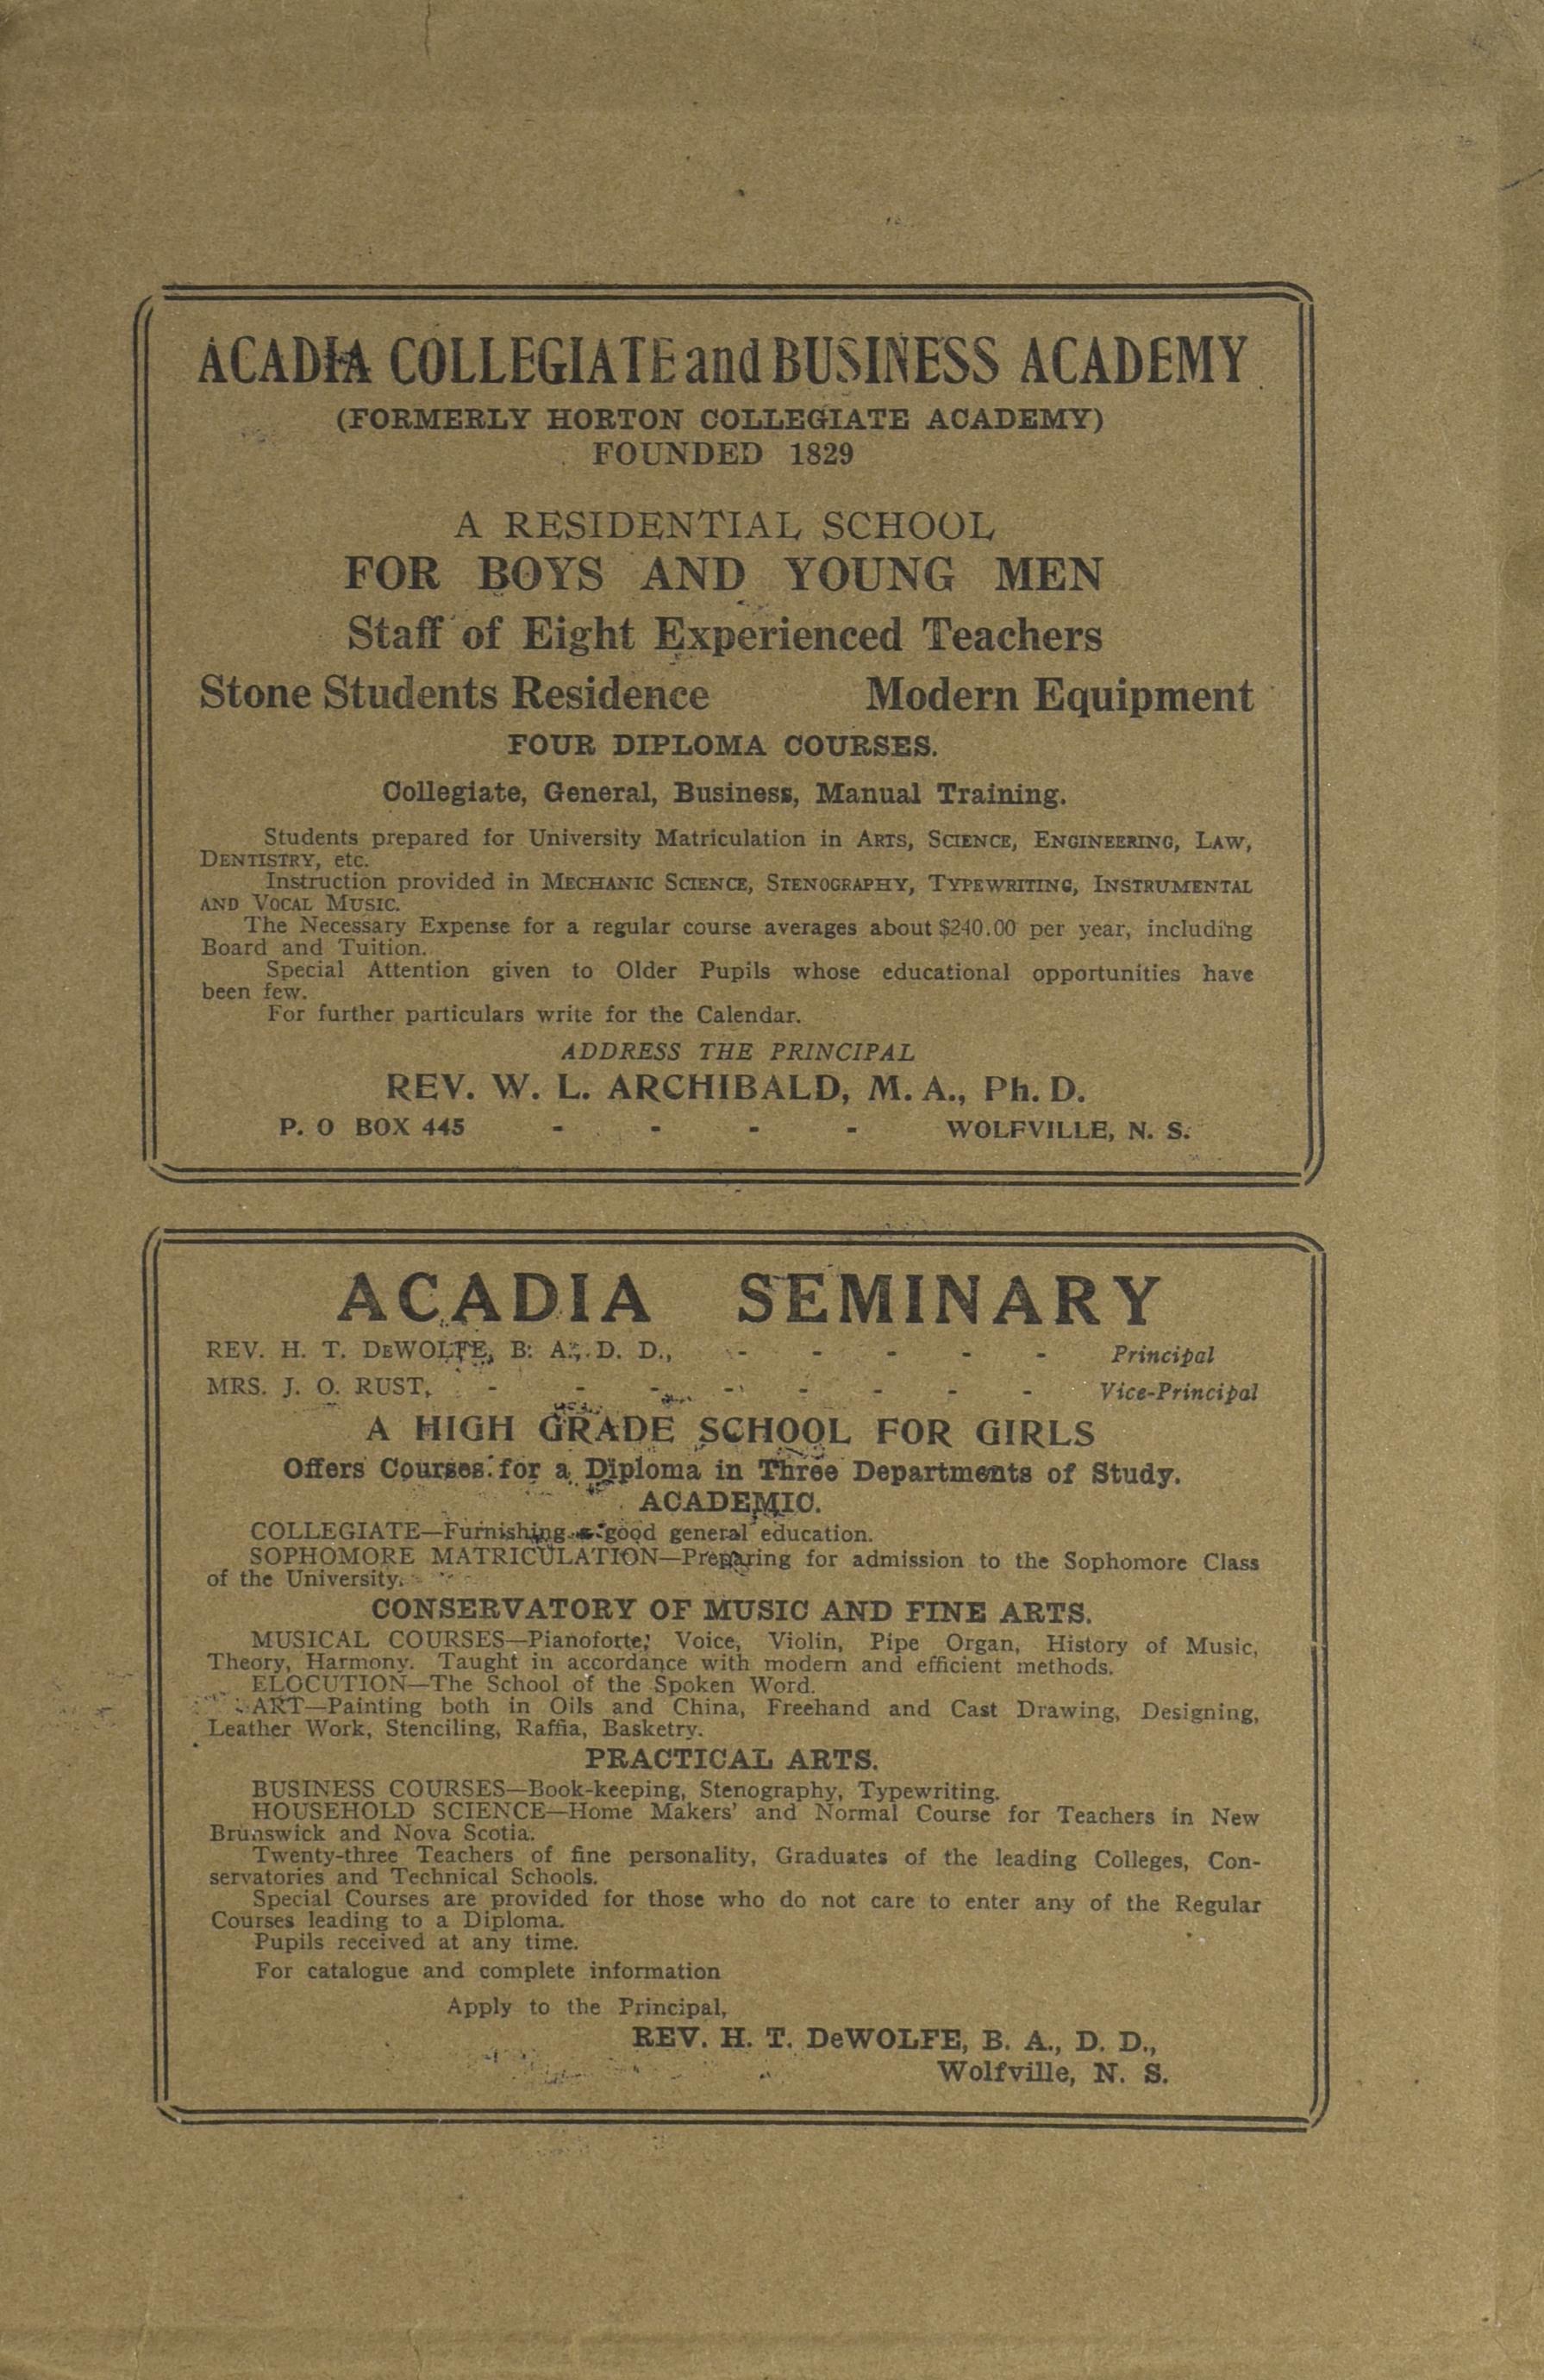 ACADIA COLLEGIATE and BUSINESS ACADEMY
(FORMERLY HORTON COLLEGIATE ACADEMY)
FOUNDED 1829
A RESIDENTIAL SCHOOL
FOR BOYS AND YOUNG MEN
Staff of Eight Experienced Teachers
Stone Students Residence Modern Equipment
FOUR DIPLOMA COURSES.
Collegiate, General, Business, Manual Training.
Students prepared for University Matriculation in ARTS, SCIENCE, ENGINEERING, LAW,
DENTISTRY, etc.
Instruction provided in MECHANIC SCIENCE, STENOGRAPHY, TYPEWRITING, INSTRUMENTAL
AND VOCAL MUSIC.
The Necessary Expense for a regular course averages about $240.00 per year, including
Board and Tuition.
Special Attention given to Older Pupils whose educational opportunities have
been few.
For further particulars write for the Calendar.
ADDRESS THE PRINCIPAL
REV. W. L. ARCHIBALD, M. A., Ph. D.
P. O BOX 445 - - - - WOLFVILLE, N. S.
ACADIA SEMINARY
REV. H. T. DEWOLFE, B. A., D. D., - - - - - Principal
MRS. J. O. RUST, - - - - - - - - Vice-Principal
A HIGH GRADE SCHOOL FOR GIRLS
Offers Courses for a Diploma in Three Departments of Study.
ACADEMIC.
COLLEGIATE—Furnishing a good general education.
SOPHOMORE MATRICULATION—Preparing for admission to the Sophomore Class
of the University.
CONSERVATORY OF MUSIC AND FINE ARTS.
MUSICAL COURSES—Pianoforte, Voice, Violin, Pipe Organ, History of Music,
Theory, Harmony. Taught in accordance with modern and efficient methods.
ELOCUTION—The School of the Spoken Word.
ART—Painting both in Oils and China, Freehand and Cast Drawing, Designing,
Leather Work, Stenciling, Raffia, Basketry.
PRACTICAL ARTS.
BUSINESS COURSES—Book-keeping, Stenography, Typewriting.
HOUSEHOLD SCIENCE—Home Makers' and Normal Course for Teachers in New
Brunswick and Nova Scotia.
Twenty-three Teachers of fine personality, Graduates of the leading Colleges, Con-
servatories and Technical Schools.
Special Courses are provided for those who do not care to enter any of the Regular
Courses leading to a Diploma.
Pupils received at any time.
For catalogue and complete information
Apply to the Principal,
REV. H. T. DeWOLFE, B. A., D. D.,
Wolfville, N. S.